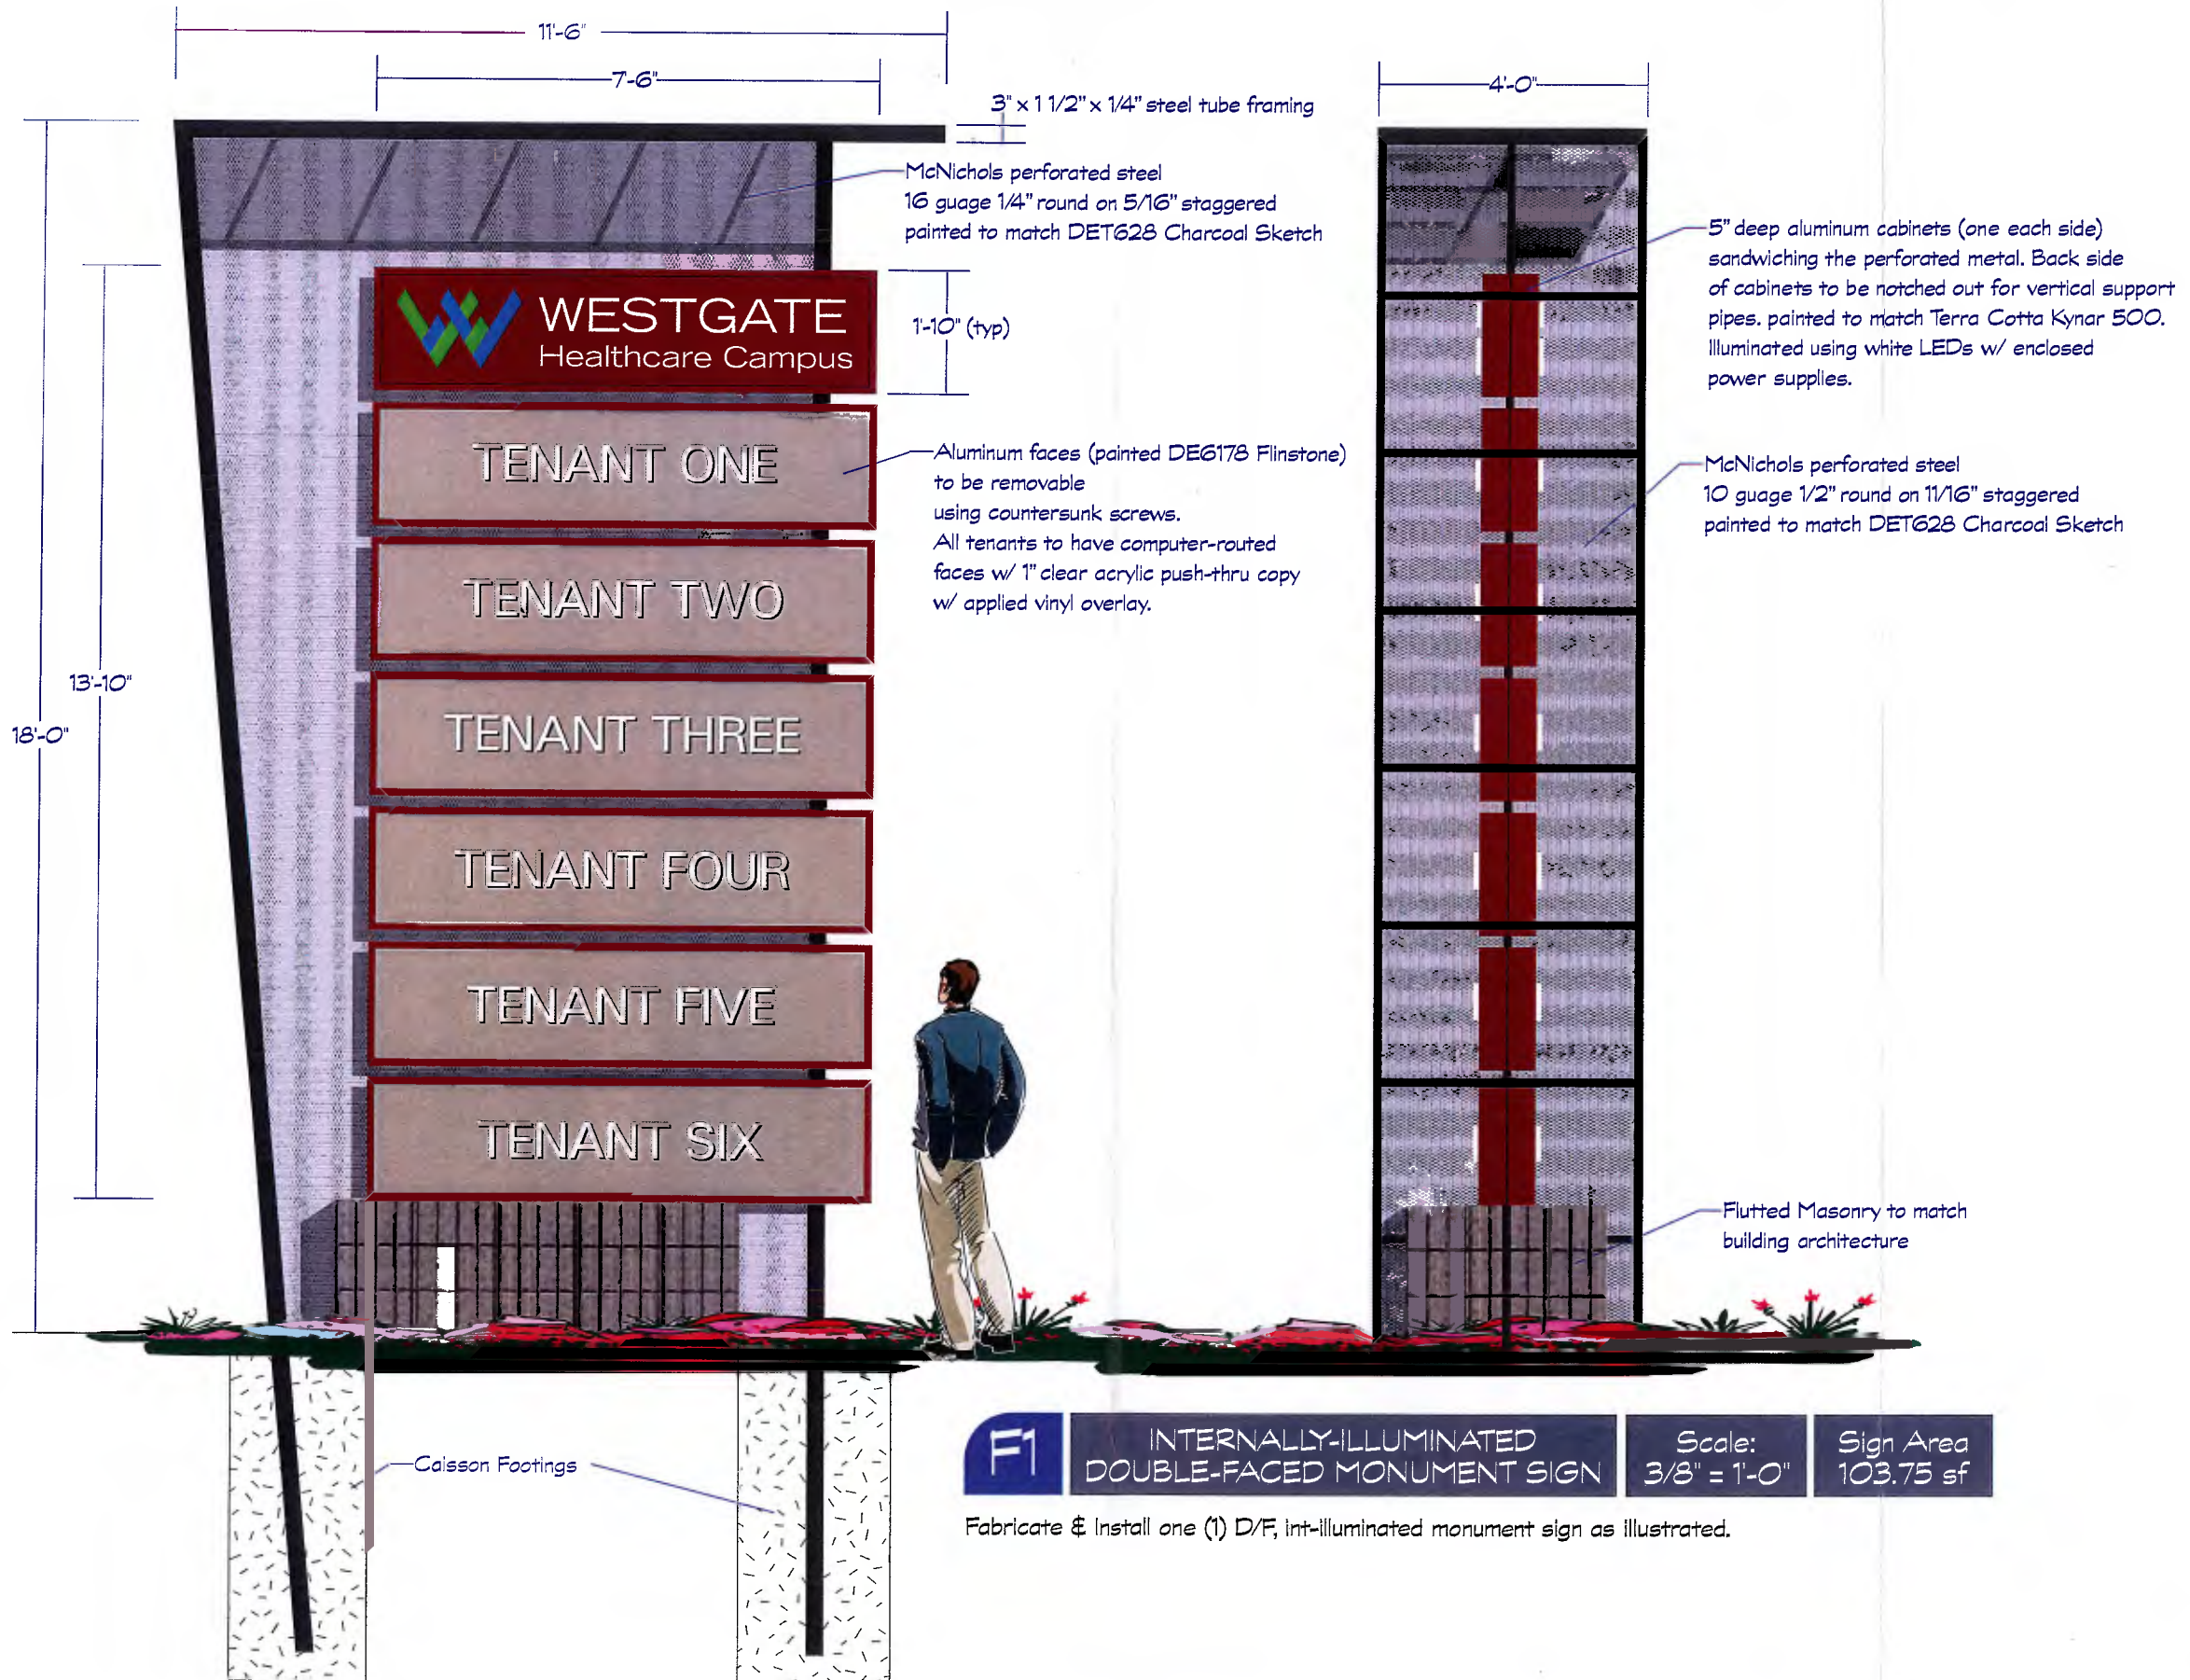 11'-6"
7'-6"
4'-0"
3" x 1 1/2" x 1/4" steel tube framing
McNichols perforated steel
16 guage 1/4" round on 5/16" staggered
painted to match DET628 Charcoal Sketch
5" deep aluminum cabinets (one each side)
sandwiching the perforated metal. Back side
of cabinets to be notched out for vertical support
pipes. painted to match Terra Cotta Kynar 500.
Illuminated using white LEDs w/ enclosed
power supplies.
WESTGATE
Healthcare Campus
1'-10" (typ)
TENANT ONE
Aluminum faces (painted DE6178 Flinstone)
to be removable
using countersunk screws.
All tenants to have computer-routed
faces w/ 1" clear acrylic push-thru copy
w/ applied vinyl overlay.
McNichols perforated steel
10 guage 1/2" round on 11/16" staggered
painted to match DET628 Charcoal Sketch
TENANT TWO
13'-10"
18'-0"
TENANT THREE
TENANT FOUR
TENANT FIVE
TENANT SIX
Flutted Masonry to match
building architecture
Caisson Footings
F1
INTERNALLY-ILLUMINATED
DOUBLE-FACED MONUMENT SIGN
Scale:
3/8" = 1'-0"
Sign Area
103.75 sf
Fabricate & Install one (1) D/F, int-illuminated monument sign as illustrated.